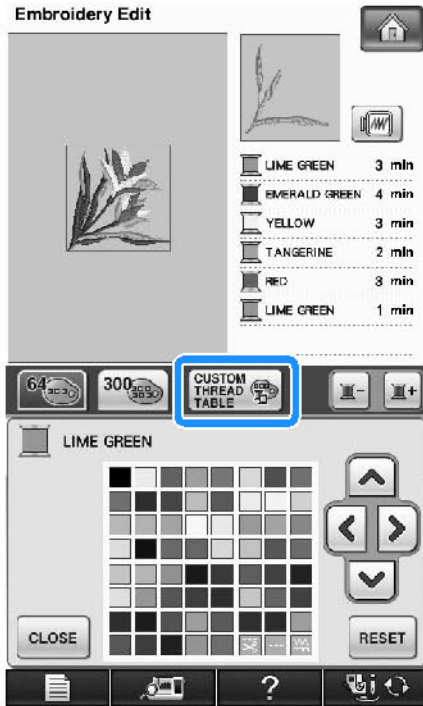 Embroidery Edit
LIME GREEN 3 min
EMERALD GREEN 4 min
YELLOW 3 min
TANGERINE 2 min
RED 3 min
LIME GREEN 1 min
64
300
CUSTOM
THREAD
TABLE
- +
LIME GREEN
CLOSE
RESET
?